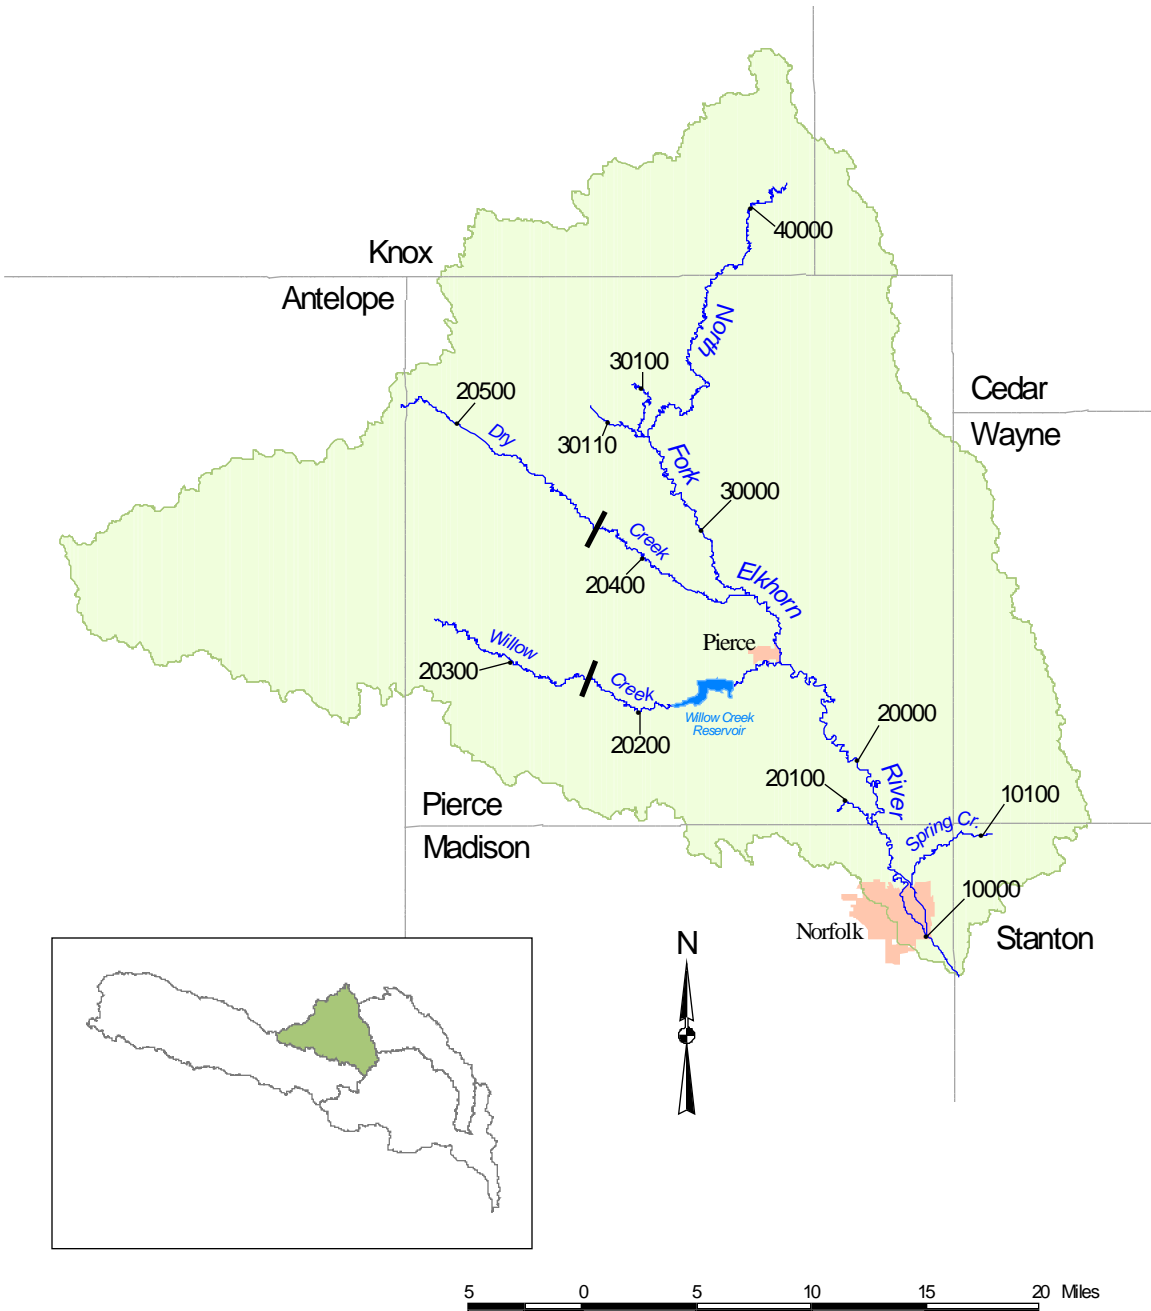 40000
Knox
Antelope
North
30100
Cedar
20500
Wayne
Dry
30110
Fork
30000
Creek
20400
Elkhorn
Willow
Pierce
20300
Creek
Willow Creek
Reservoir
20000
20200
20100
River
10100
Pierce
Spring Cr.
Madison
10000
Norfolk
Stanton
N
5 0 5 10 15 20 Miles